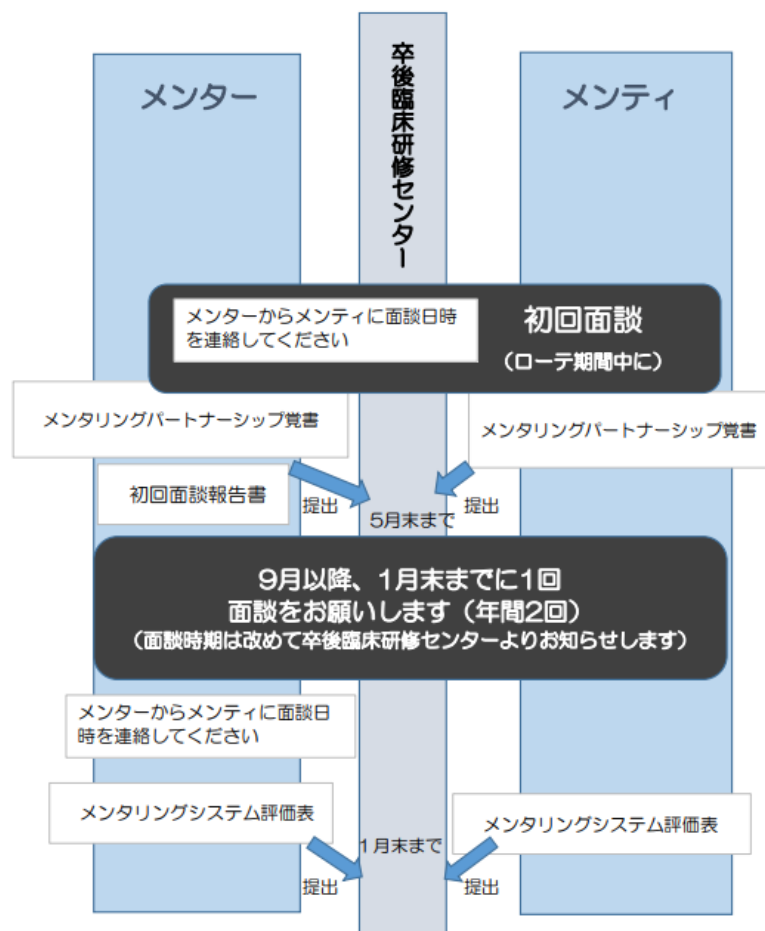 メンター
卒後臨床研修センター
メンティ
メンターからメンティに面談日時
を連絡してください
初回面談
（ローテ期間中に）
メンタリングパートナーシップ覚書
メンタリングパートナーシップ覚書
初回面談報告書
提出
5月末まで
提出
9月以降、1月末までに1回
面談をお願いします（年間2回）
（面談時期は改めて卒後臨床研修センターよりお知らせします）
メンターからメンティに面談日
時を連絡してください
メンタリングシステム評価表
メンタリングシステム評価表
1月末まで
提出
提出